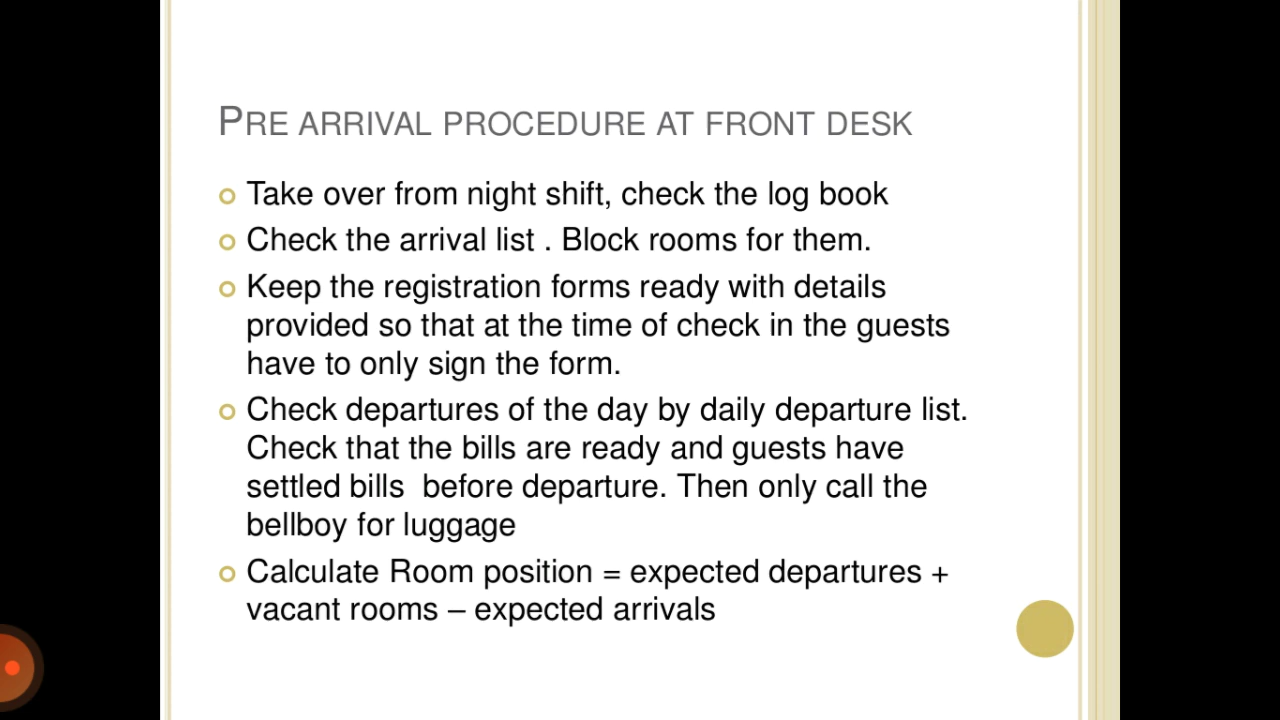 PRE ARRIVAL PROCEDURE AT FRONT DESK
Take over from night shift, check the log book
Check the arrival list . Block rooms for them.
Keep the registration forms ready with details
provided so that at the time of check in the guests
have to only sign the form.
Check departures of the day by daily departure list.
Check that the bills are ready and guests have
settled bills  before departure. Then only call the
bellboy for luggage
Calculate Room position = expected departures +
vacant rooms – expected arrivals